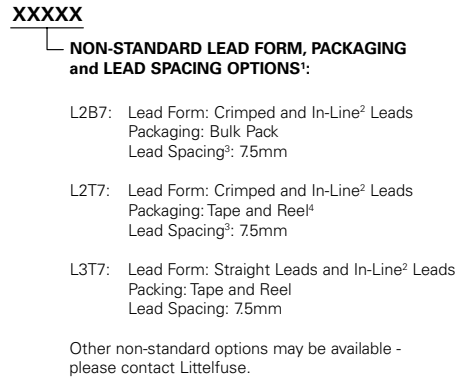 XXXXX
NON-STANDARD LEAD FORM, PACKAGING
and LEAD SPACING OPTIONS¹:
L2B7: Lead Form: Crimped and In-Line² Leads
Packaging: Bulk Pack
Lead Spacing³: 7.5mm
L2T7: Lead Form: Crimped and In-Line² Leads
Packaging: Tape and Reel⁴
Lead Spacing³: 7.5mm
L3T7: Lead Form: Straight Leads and In-Line² Leads
Packing: Tape and Reel
Lead Spacing: 7.5mm
Other non-standard options may be available -
please contact Littelfuse.